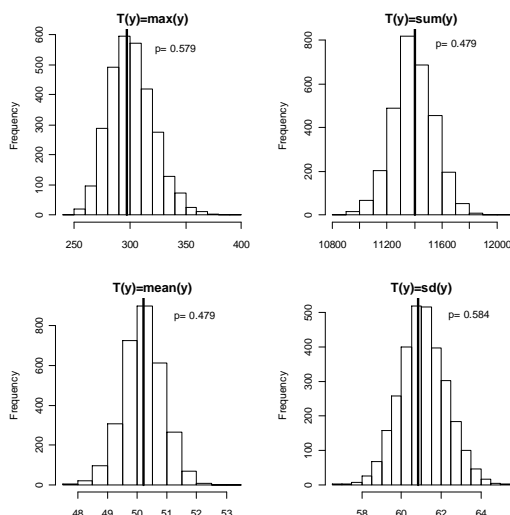 T(y)=max(y)
p= 0.579
Frequency
0 100 200 300 400 500 600
250 300 350 400
T(y)=sum(y)
p= 0.479
Frequency
0 200 400 600 800
10800 11200 11600 12000
T(y)=mean(y)
p= 0.479
Frequency
0 200 400 600 800
48 49 50 51 52 53
T(y)=sd(y)
p= 0.584
Frequency
0 100 200 300 400 500
58 60 62 64